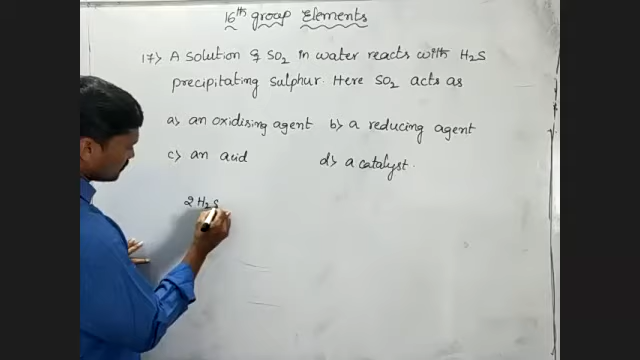 16th group Elements
17> A Solution of SO2 in water reacts with H2S
precipitating Sulphur. Here SO2 acts as
a> an oxidising agent b> a reducing agent
c> an acid d> a catalyst.
2H2S